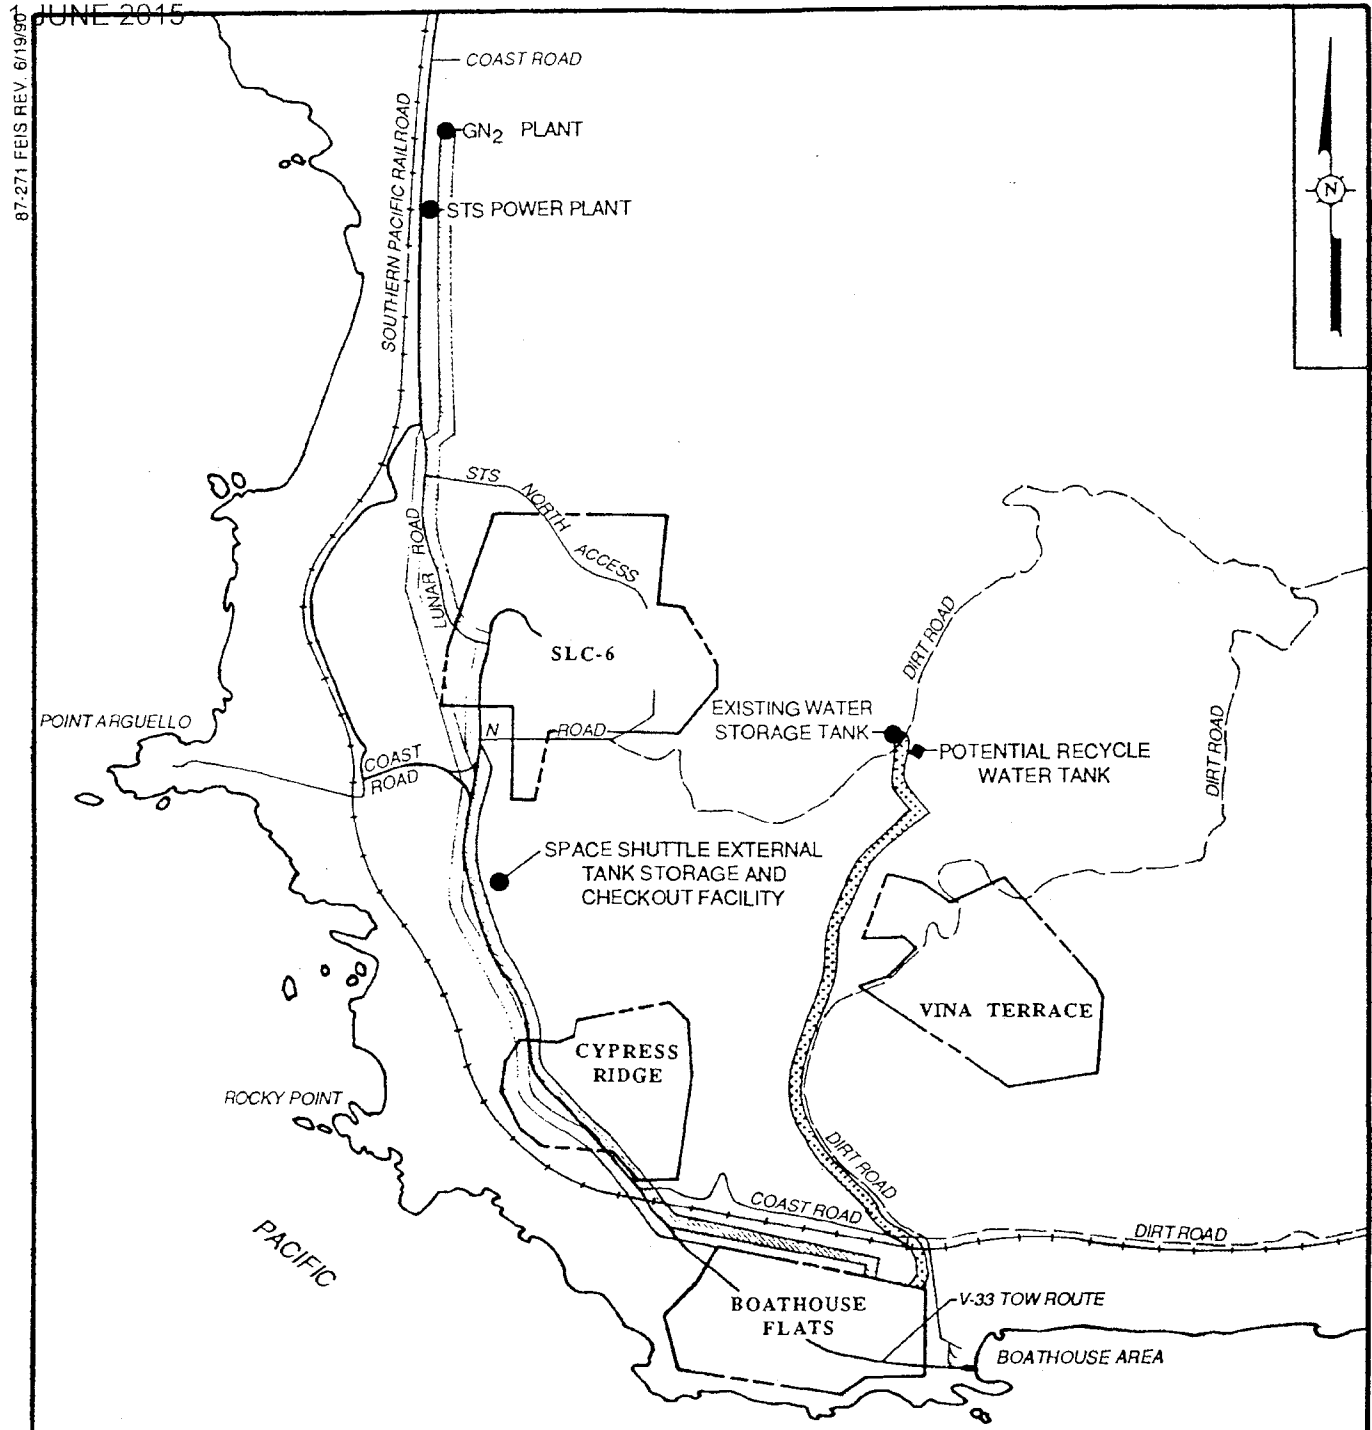 JUNE 2015
87-271 FEIS REV. 6/19/90
COAST ROAD
GN2 PLANT
SOUTHERN PACIFIC RAILROAD
STS POWER PLANT
N
STS
NORTH
ACCESS
LUNAR ROAD
SLC-6
DIRT ROAD
EXISTING WATER
STORAGE TANK
POINT ARGUELLO
N
ROAD
POTENTIAL RECYCLE
WATER TANK
DIRT ROAD
COAST
ROAD
SPACE SHUTTLE EXTERNAL
TANK STORAGE AND
CHECKOUT FACILITY
VINA TERRACE
CYPRESS
RIDGE
ROCKY POINT
DIRT ROAD
COAST ROAD
DIRT ROAD
PACIFIC
BOATHOUSE
FLATS
V-33 TOW ROUTE
BOATHOUSE AREA